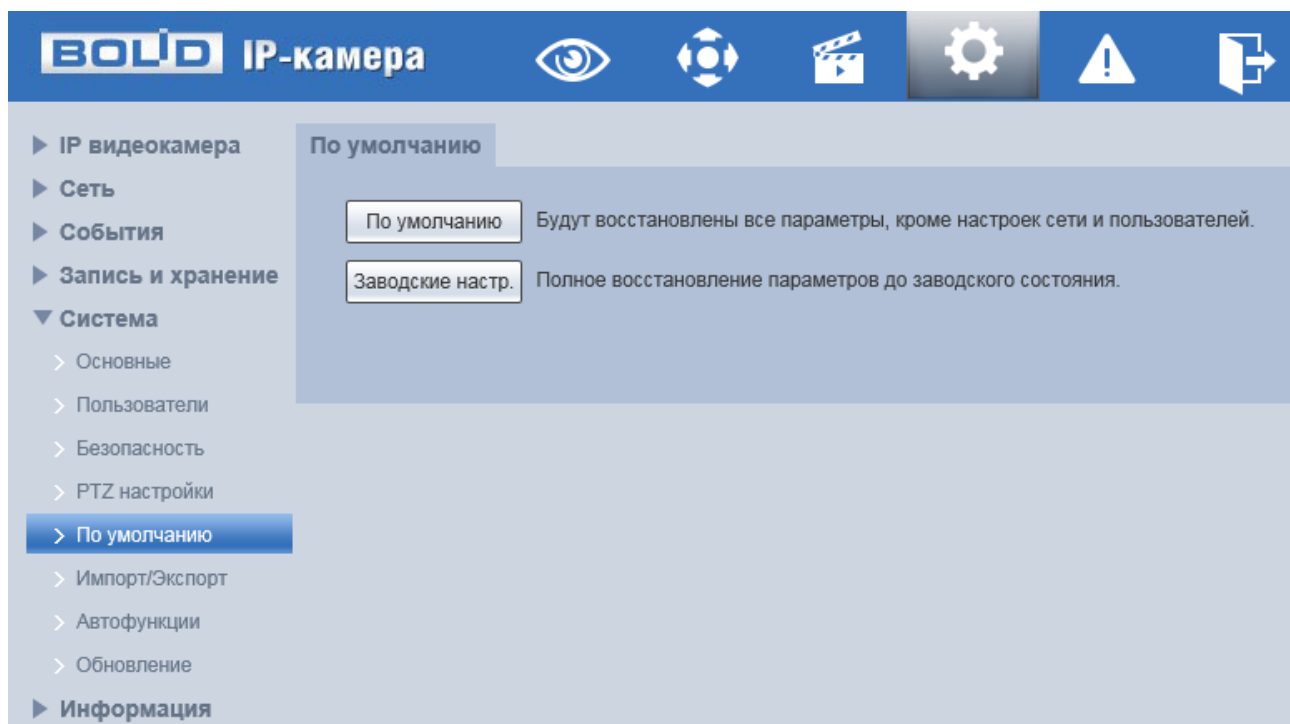 BOLID IP-камера
IP видеокамера
Сеть
События
Запись и хранение
Система
Основные
Пользователи
Безопасность
PTZ настройки
По умолчанию
Импорт/Экспорт
Автофункции
Обновление
Информация
По умолчанию
По умолчанию Будут восстановлены все параметры, кроме настроек сети и пользователей.
Заводские настр. Полное восстановление параметров до заводского состояния.